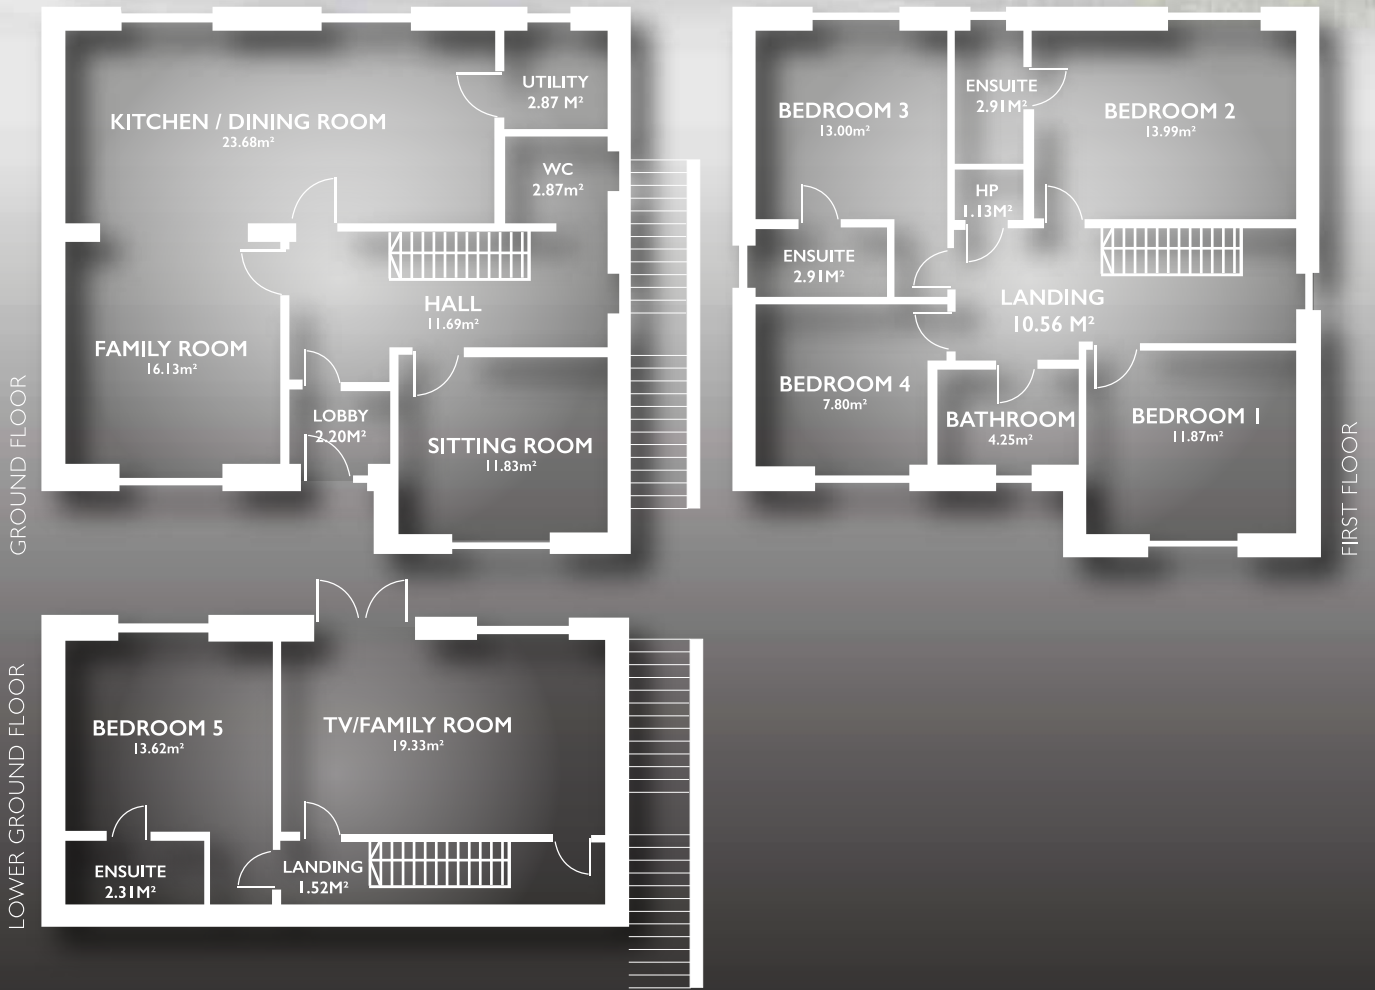 KITCHEN / DINING ROOM
23.68m²
UTILITY
2.87 M²
WC
2.87m²
HALL
11.69m²
FAMILY ROOM
16.13m²
LOBBY
2.20M²
SITTING ROOM
11.83m²
GROUND FLOOR
BEDROOM 3
13.00m²
ENSUITE
2.91M²
BEDROOM 2
13.99m²
HP
1.13M²
ENSUITE
2.91M²
LANDING
10.56 M²
BEDROOM 4
7.80m²
BATHROOM
4.25m²
BEDROOM 1
11.87m²
FIRST FLOOR
BEDROOM 5
13.62m²
TV/FAMILY ROOM
19.33m²
ENSUITE
2.31M²
LANDING
1.52M²
LOWER GROUND FLOOR